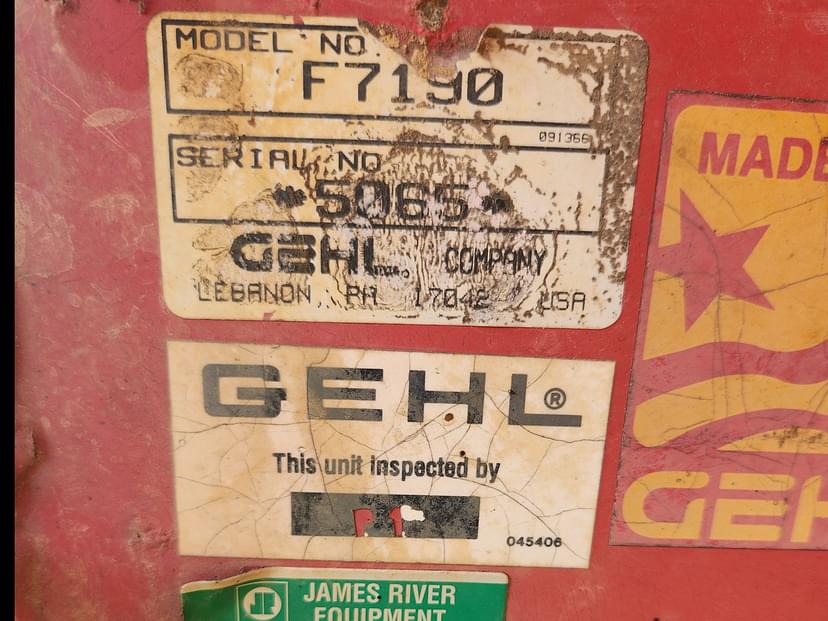 MODEL NO
F7190
091366
SERIAL NO
*5065*
GEHL COMPANY
LEBANON, PA 17042 USA
GEHL®
This unit inspected by
045406
MADE
GEH
JAMES RIVER
EQUIPMENT